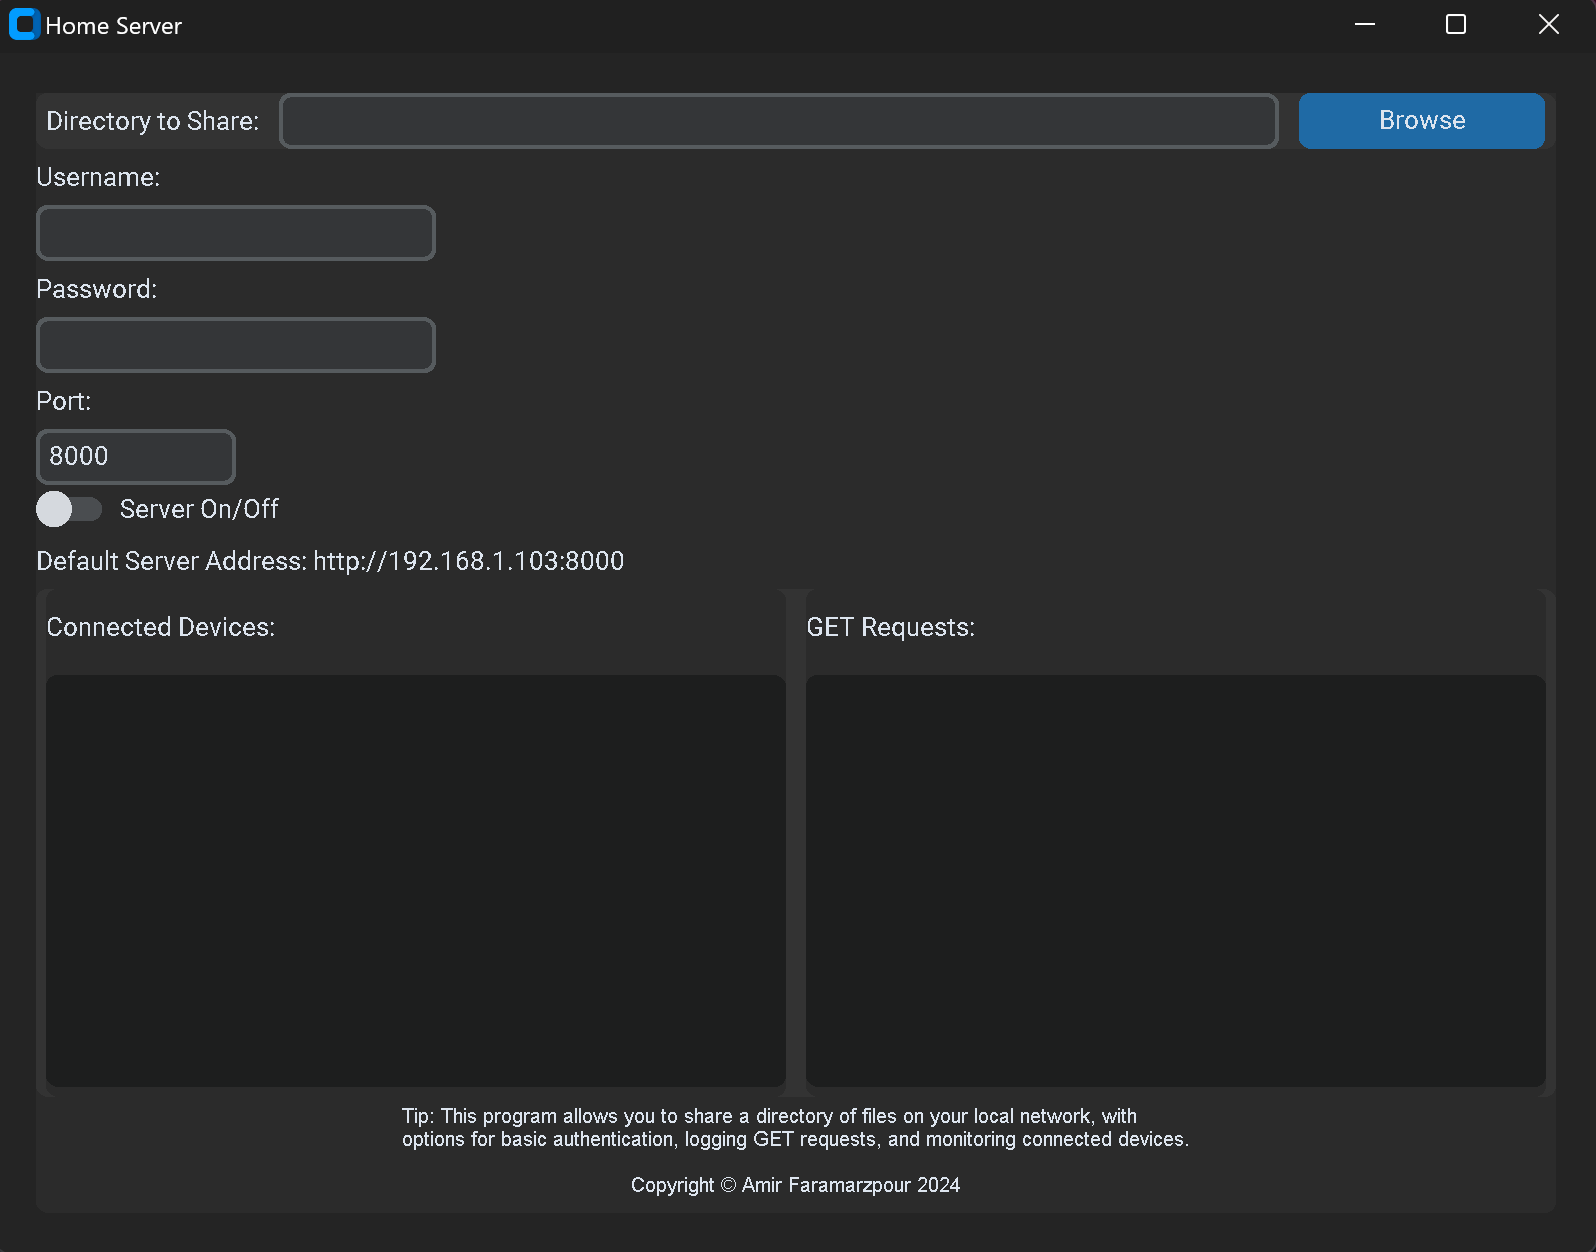 Home Server
Directory to Share:
Browse
Username:
Password:
Port:
8000
Server On/Off
Default Server Address: http://192.168.1.103:8000
Connected Devices:
GET Requests:
Tip: This program allows you to share a directory of files on your local network, with
options for basic authentication, logging GET requests, and monitoring connected devices.
Copyright © Amir Faramarzpour 2024